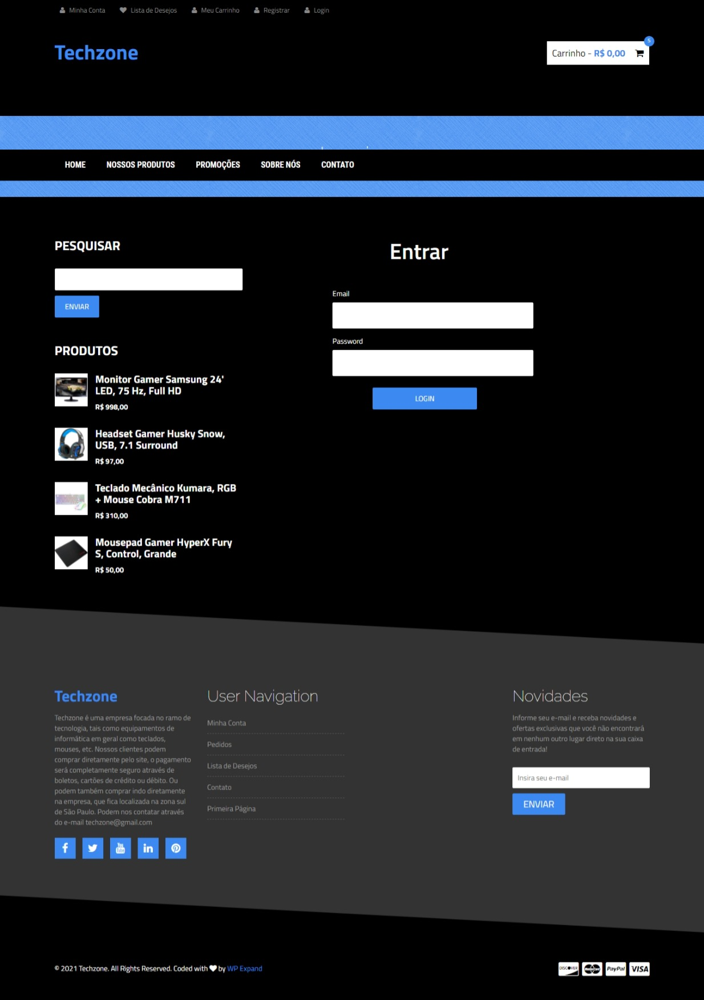 Minha Conta
Lista de Desejos
Meu Carrinho
Registrar
Login
Techzone
5
Carrinho - R$ 0,00
HOME
NOSSOS PRODUTOS
PROMOÇÕES
SOBRE NÓS
CONTATO
PESQUISAR
ENVIAR
PRODUTOS
Monitor Gamer Samsung 24'
LED, 75 Hz, Full HD
R$ 998,00
Headset Gamer Husky Snow,
USB, 7.1 Surround
R$ 97,00
Teclado Mecânico Kumara, RGB
+ Mouse Cobra M711
R$ 310,00
Mousepad Gamer HyperX Fury
S, Control, Grande
R$ 50,00
Entrar
Email
Password
LOGIN
Techzone
Techzone é uma empresa focada no ramo de
tecnologia, tais como equipamentos de
informática em geral como teclados,
mouses, etc. Nossos clientes podem
comprar diretamente pelo site, o pagamento
será completamente seguro através de
boletos, cartões de crédito ou débito. Ou
podem também comprar indo diretamente
na empresa, que fica localizada na zona sul
de São Paulo. Podem nos contatar através
do e-mail techzone@gmail.com
You
Tube
User Navigation
Minha Conta
Pedidos
Lista de Desejos
Contato
Primeira Página
Novidades
Informe seu e-mail e receba novidades e
ofertas exclusivas que você não encontrará
em nenhum outro lugar direto na sua caixa
de entrada!
Insira seu e-mail
ENVIAR
© 2021 Techzone. All Rights Reserved. Coded with by WP Expand
DISCOVER
MasterCard
PayPal
VISA